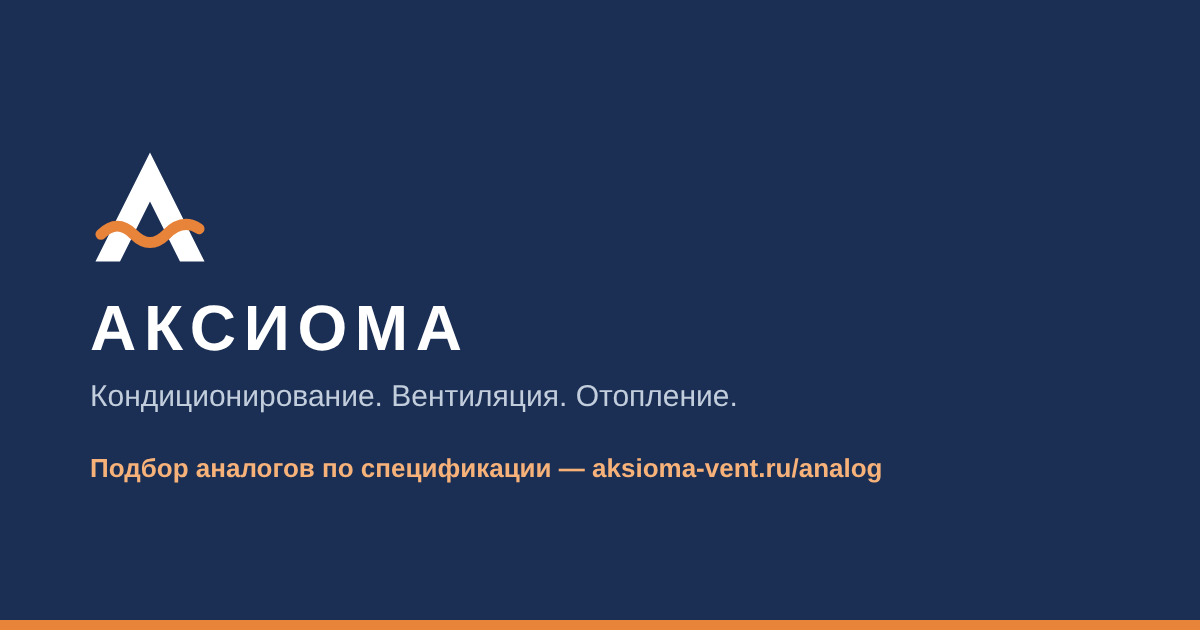 АКСИОМА
Кондиционирование. Вентиляция. Отопление.
Подбор аналогов по спецификации — aksioma-vent.ru/analog